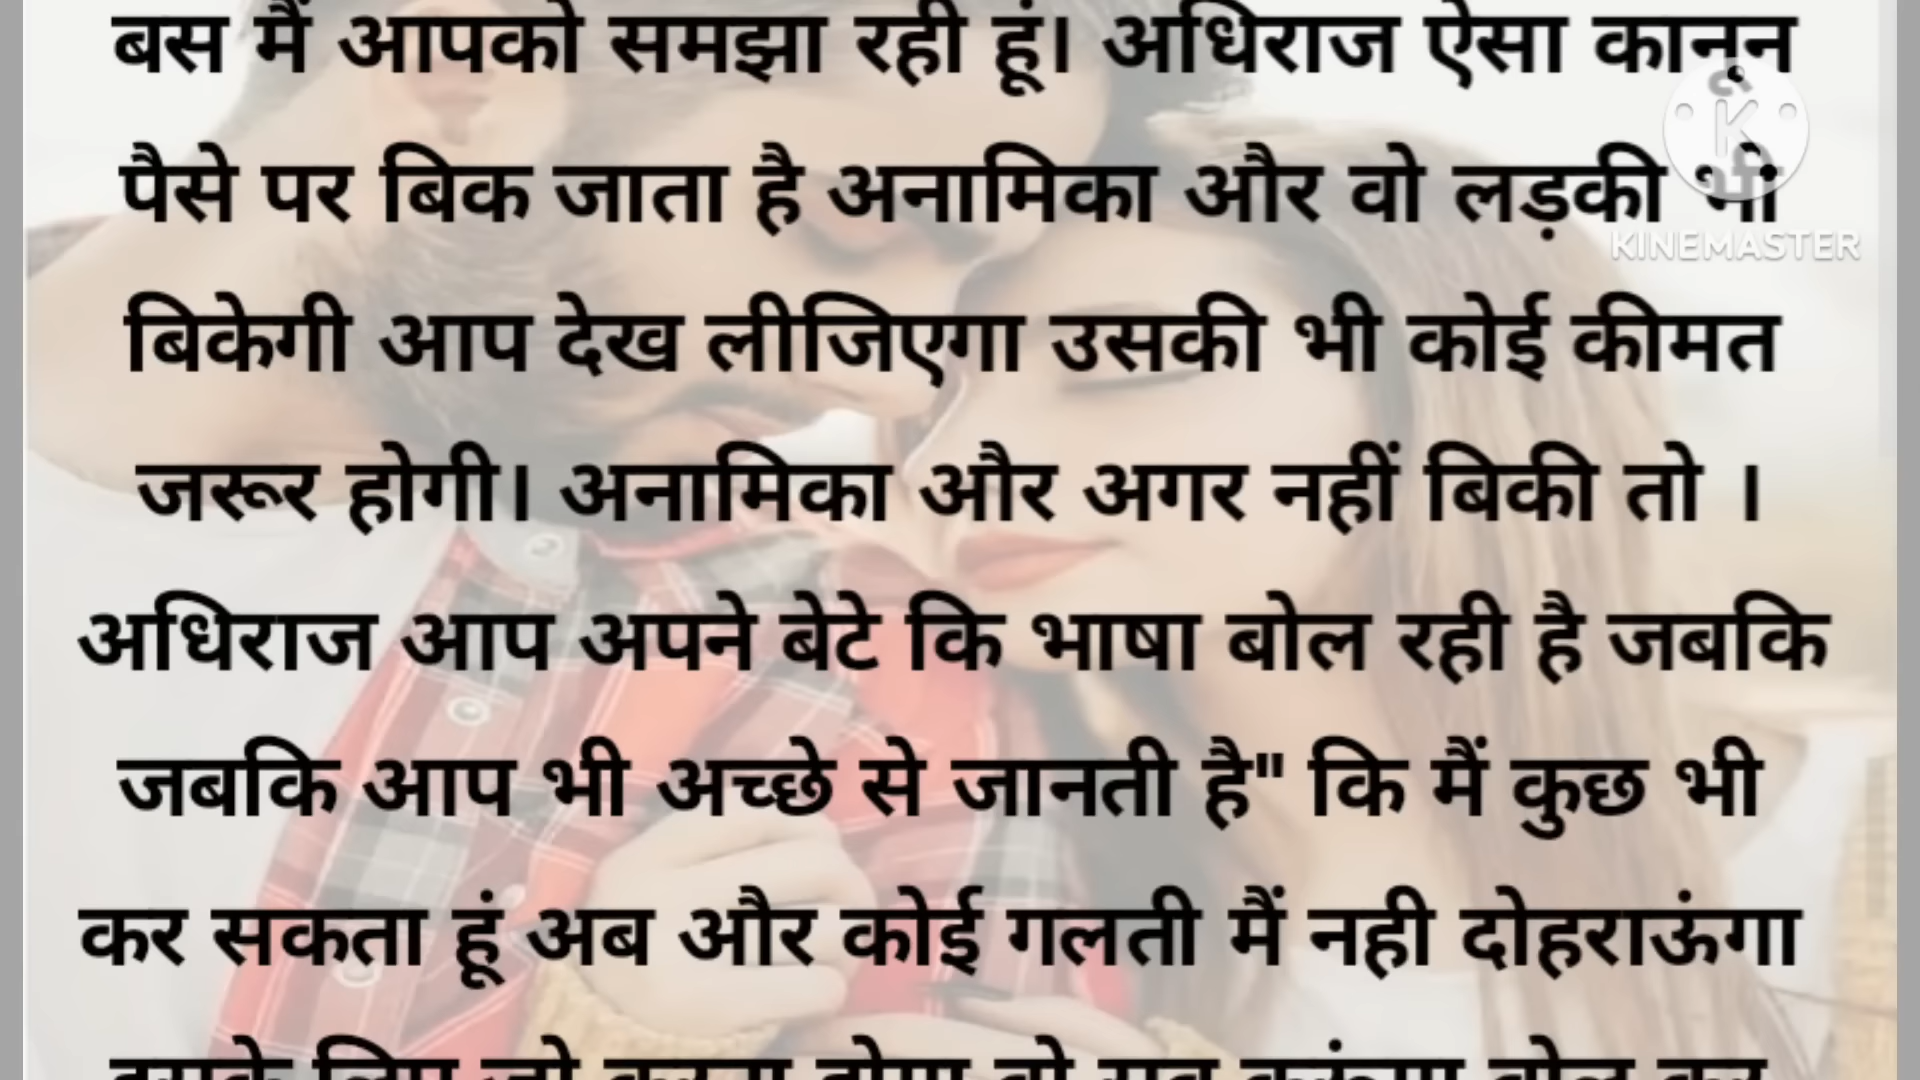 बस मैं आपको समझा रही हूं। अधिराज ऐसा कानून
पैसे पर बिक जाता है अनामिका और वो लड़की भी
KINEMASTER
बिकेगी आप देख लीजिएगा उसकी भी कोई कीमत
जरूर होगी। अनामिका और अगर नहीं बिकी तो ।
अधिराज आप अपने बेटे कि भाषा बोल रही है जबकि
जबकि आप भी अच्छे से जानती है" कि मैं कुछ भी
कर सकता हूं अब और कोई गलती मैं नही दोहराऊंगा